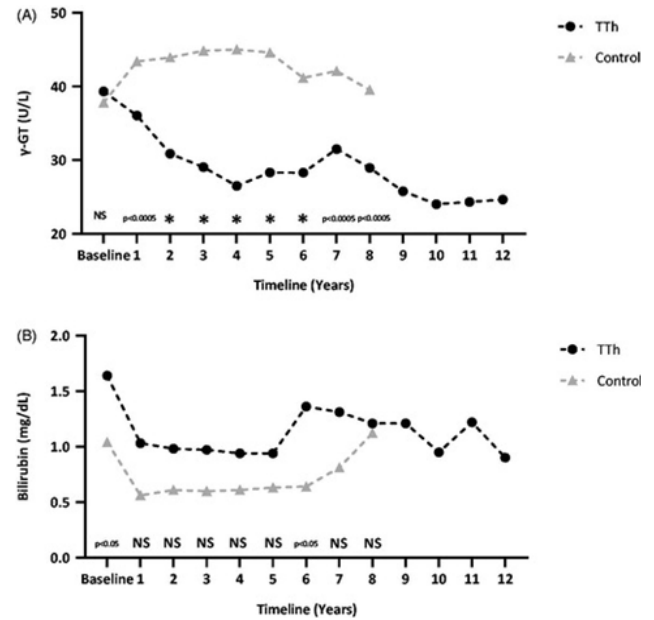 (A)
50
40
30
20
γ-GT (U/L)
TTh
Control
NS p<0.0005 * * * * * p<0.0005 p<0.0005
Baseline 1 2 3 4 5 6 7 8 9 10 11 12
Timeline (Years)
(B)
2.0
1.5
1.0
0.5
0.0
Bilirubin (mg/dL)
TTh
Control
p<0.05 NS NS NS NS NS p<0.05 NS NS
Baseline 1 2 3 4 5 6 7 8 9 10 11 12
Timeline (Years)